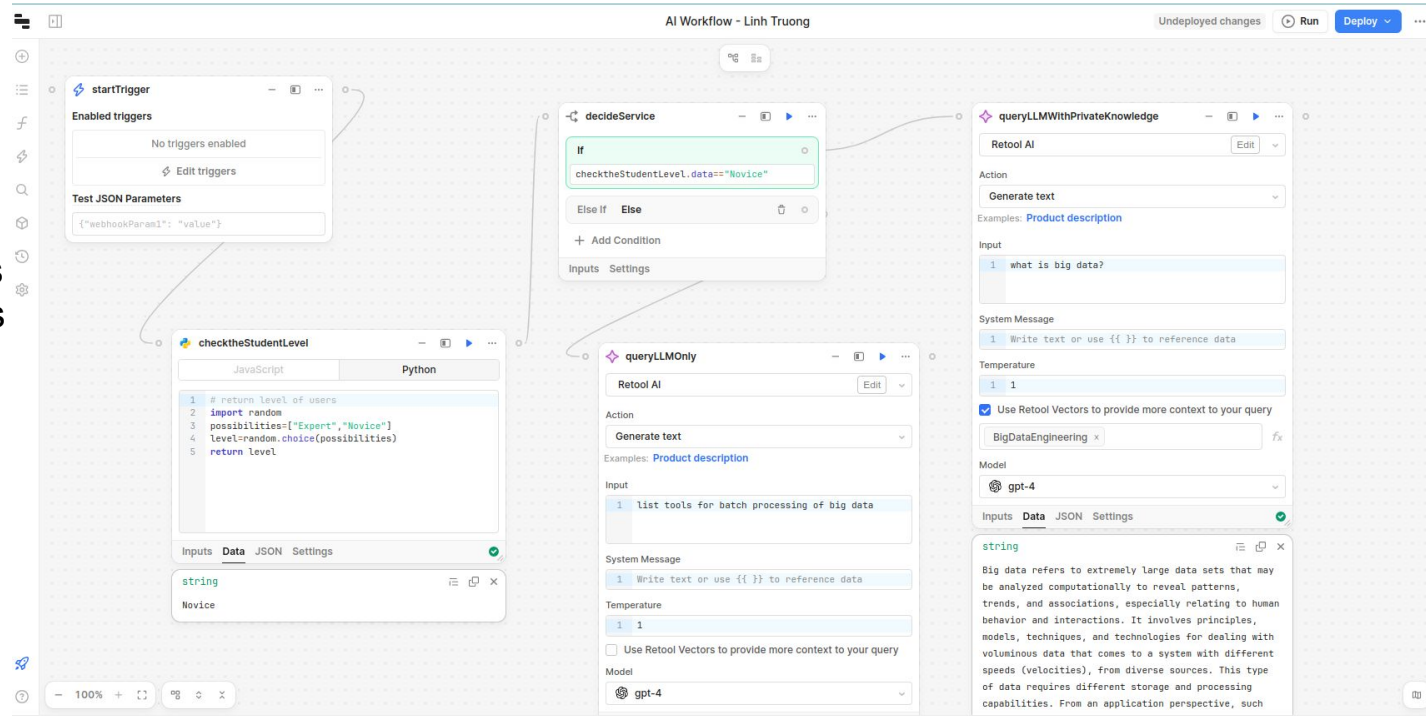 AI Workflow - Linh Truong
Undeployed changes
Run
Deploy
startTrigger
Enabled triggers
No triggers enabled
Edit triggers
Test JSON Parameters
{"webhookParam1": "value"}
checktheStudentLevel
JavaScript
Python
1 # return level of users
2 import random
3 possibilities=["Expert","Novice"]
4 level=random.choice(possibilities)
5 return level
Inputs Data JSON Settings
string
Novice
decideService
If
checktheStudentLevel.data=="Novice"
Else If Else
+ Add Condition
Inputs Settings
queryLLMOnly
Retool AI
Edit
Action
Generate text
Examples: Product description
Input
1 list tools for batch processing of big data
System Message
1 Write text or use {{ }} to reference data
Temperature
1 1
Use Retool Vectors to provide more context to your query
Model
gpt-4
queryLLMWithPrivateKnowledge
Retool AI
Edit
Action
Generate text
Examples: Product description
Input
1 what is big data?
System Message
1 Write text or use {{ }} to reference data
Temperature
1 1
Use Retool Vectors to provide more context to your query
BigDataEngineering ×
fx
Model
gpt-4
Inputs Data JSON Settings
string
Big data refers to extremely large data sets that may
be analyzed computationally to reveal patterns,
trends, and associations, especially relating to human
behavior and interactions. It involves principles,
models, techniques, and technologies for dealing with
voluminous data that comes to a system with different
speeds (velocities), from diverse sources. This type
of data requires different storage and processing
capabilities. From an application perspective, such
s
s
− 100% +